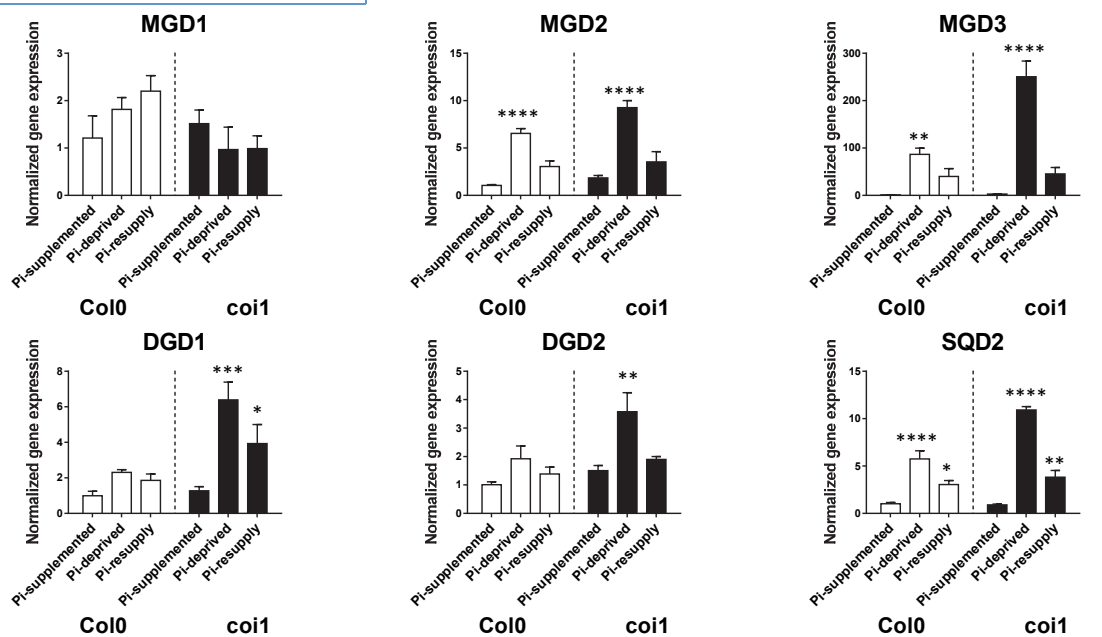 MGD1
Normalized gene expression
3
2
1
0
Pi-supplemented
Pi-deprived
Pi-resupply
Pi-supplemented
Pi-deprived
Pi-resupply
Col0
coi1
MGD2
Normalized gene expression
15
10
5
0
****
****
Pi-supplemented
Pi-deprived
Pi-resupply
Pi-supplemented
Pi-deprived
Pi-resupply
Col0
coi1
MGD3
Normalized gene expression
300
200
100
0
**
****
Pi-supplemented
Pi-deprived
Pi-resupply
Pi-supplemented
Pi-deprived
Pi-resupply
Col0
coi1
DGD1
Normalized gene expression
8
6
4
2
0
***
*
Pi-supplemented
Pi-deprived
Pi-resupply
Pi-supplemented
Pi-deprived
Pi-resupply
Col0
coi1
DGD2
Normalized gene expression
5
4
3
2
1
0
**
Pi-supplemented
Pi-deprived
Pi-resupply
Pi-supplemented
Pi-deprived
Pi-resupply
Col0
coi1
SQD2
Normalized gene expression
15
10
5
0
****
*
****
**
Pi-supplemented
Pi-deprived
Pi-resupply
Pi-supplemented
Pi-deprived
Pi-resupply
Col0
coi1